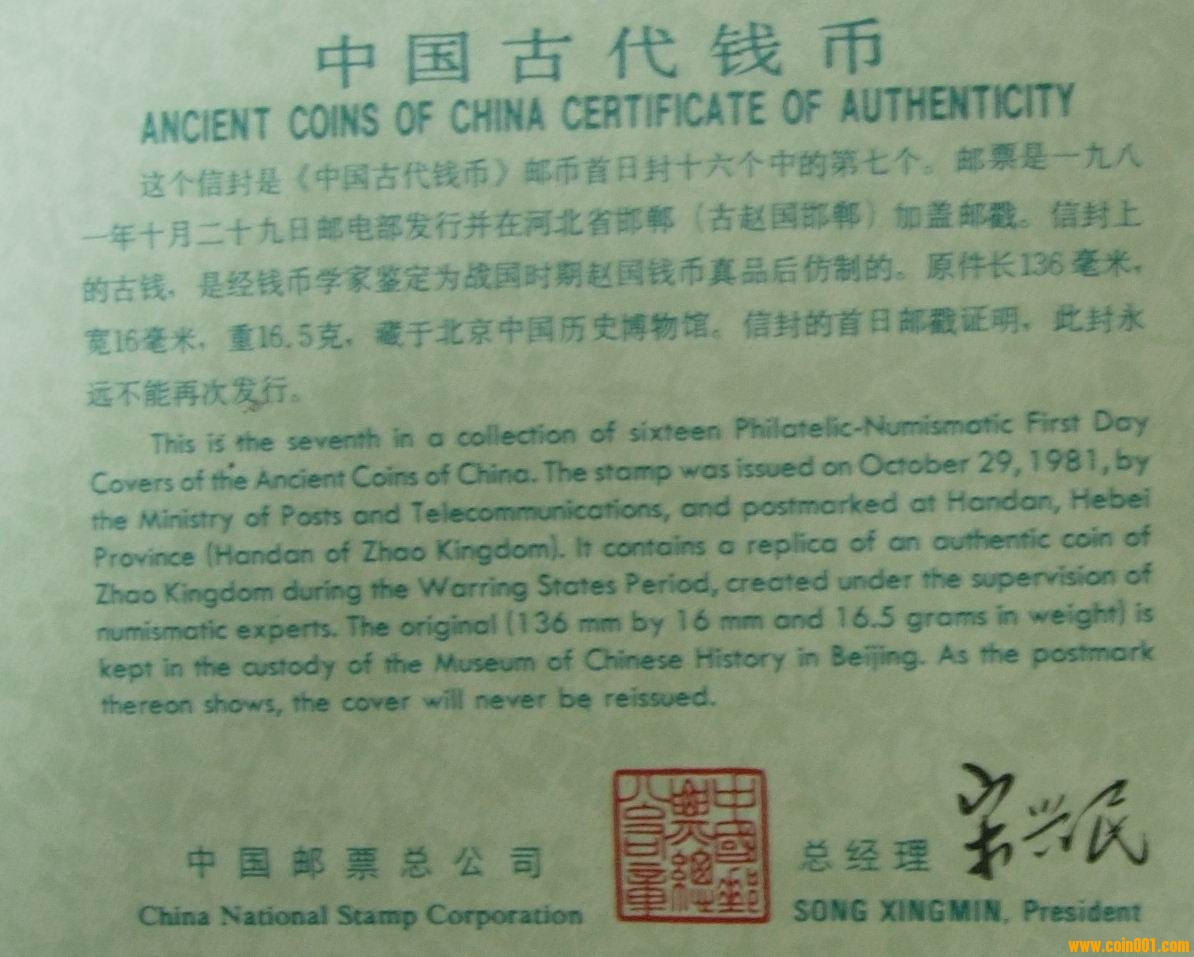 中国古代钱币
ANCIENT COINS OF CHINA CERTIFICATE OF AUTHENTICITY
这个信封是《中国古代钱币》邮币首日封十六个中的第七个。邮票是一九八
一年十月二十九日邮电部发行并在河北省邯郸（古赵国邯郸）加盖邮戳。信封上
的古钱，是经钱币学家鉴定为战国时期赵国钱币真品后仿制的。原件长136毫米，
宽16毫米，重16.5克，藏于北京中国历史博物馆。信封的首日邮戳证明，此封永
远不能再次发行。
This is the seventh in a collection of sixteen Philatelic-Numismatic First Day
Covers of the Ancient Coins of China. The stamp was issued on October 29, 1981, by
the Ministry of Posts and Telecommunications, and postmarked at Handan, Hebei
Province (Handan of Zhao Kingdom). It contains a replica of an authentic coin of
Zhao Kingdom during the Warring States Period, created under the supervision of
numismatic experts. The original (136 mm by 16 mm and 16.5 grams in weight) is
kept in the custody of the Museum of Chinese History in Beijing. As the postmark
thereon shows, the cover will never be reissued.
中国邮票总公司
China National Stamp Corporation
总经理 宋兴民
SONG XINGMIN, President
www.coin001.com